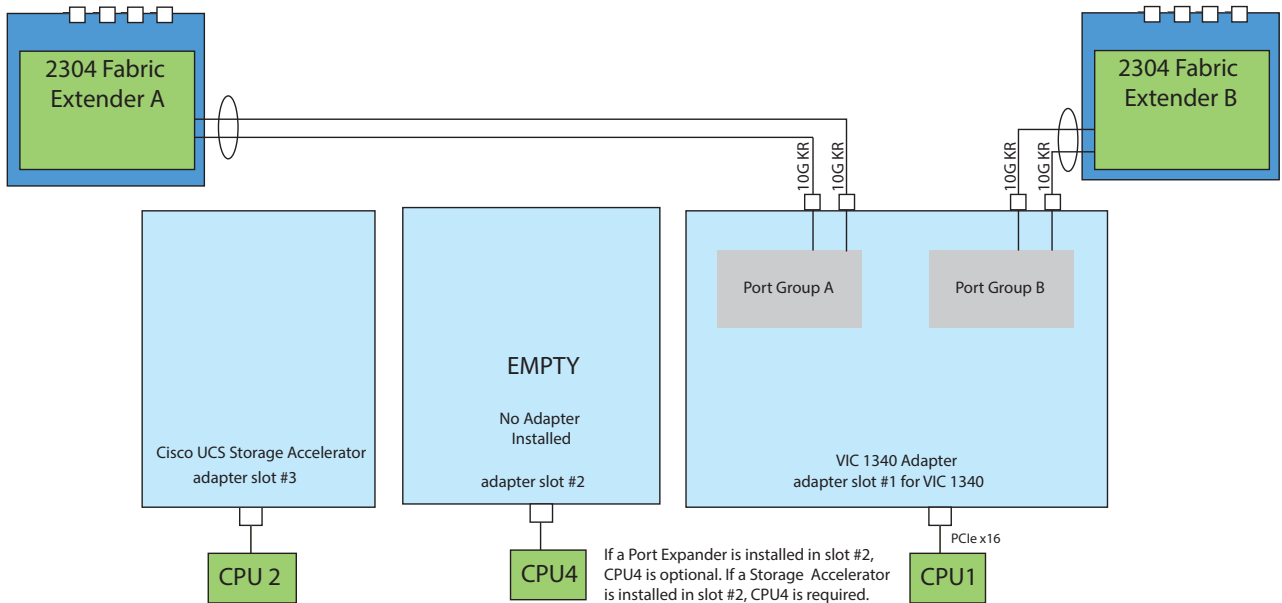 2304 Fabric
Extender A
2304 Fabric
Extender B
10G KR
10G KR
10G KR
10G KR
Port Group A
Port Group B
EMPTY
No Adapter
Installed
adapter slot #2
Cisco UCS Storage Accelerator
adapter slot #3
VIC 1340 Adapter
adapter slot #1 for VIC 1340
PCIe x16
CPU 2
CPU4
If a Port Expander is installed in slot #2,
CPU4 is optional. If a Storage Accelerator
is installed in slot #2, CPU4 is required.
CPU1